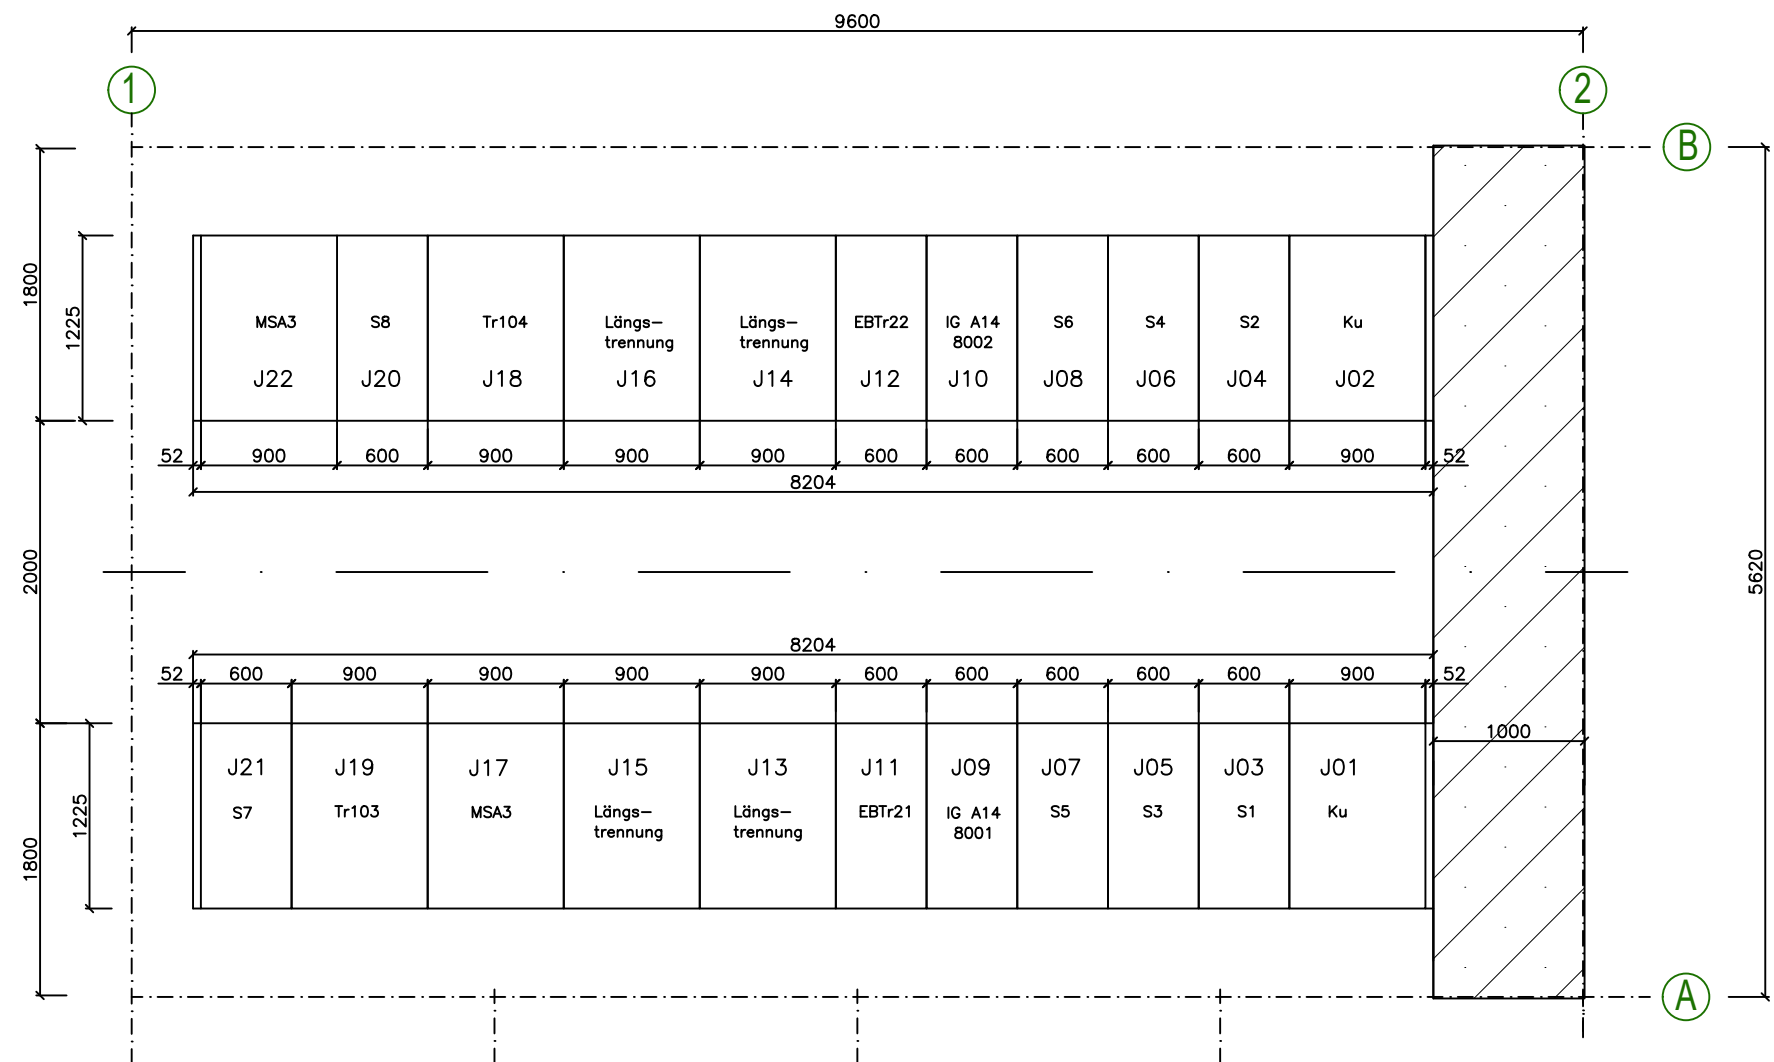 9600
1
2
B
1800
1225
MSA3
S8
Tr104
Längs-
trennung
Längs-
trennung
EBTr22
IG A14
8002
S6
S4
S2
Ku
J22
J20
J18
J16
J14
J12
J10
J08
J06
J04
J02
52
900
600
900
900
900
600
600
600
600
600
900
52
8204
2000
5620
8204
52
600
900
900
900
900
600
600
600
600
600
900
52
1000
J21
J19
J17
J15
J13
J11
J09
J07
J05
J03
J01
S7
Tr103
MSA3
Längs-
trennung
Längs-
trennung
EBTr21
IG A14
8001
S5
S3
S1
Ku
1225
1800
A